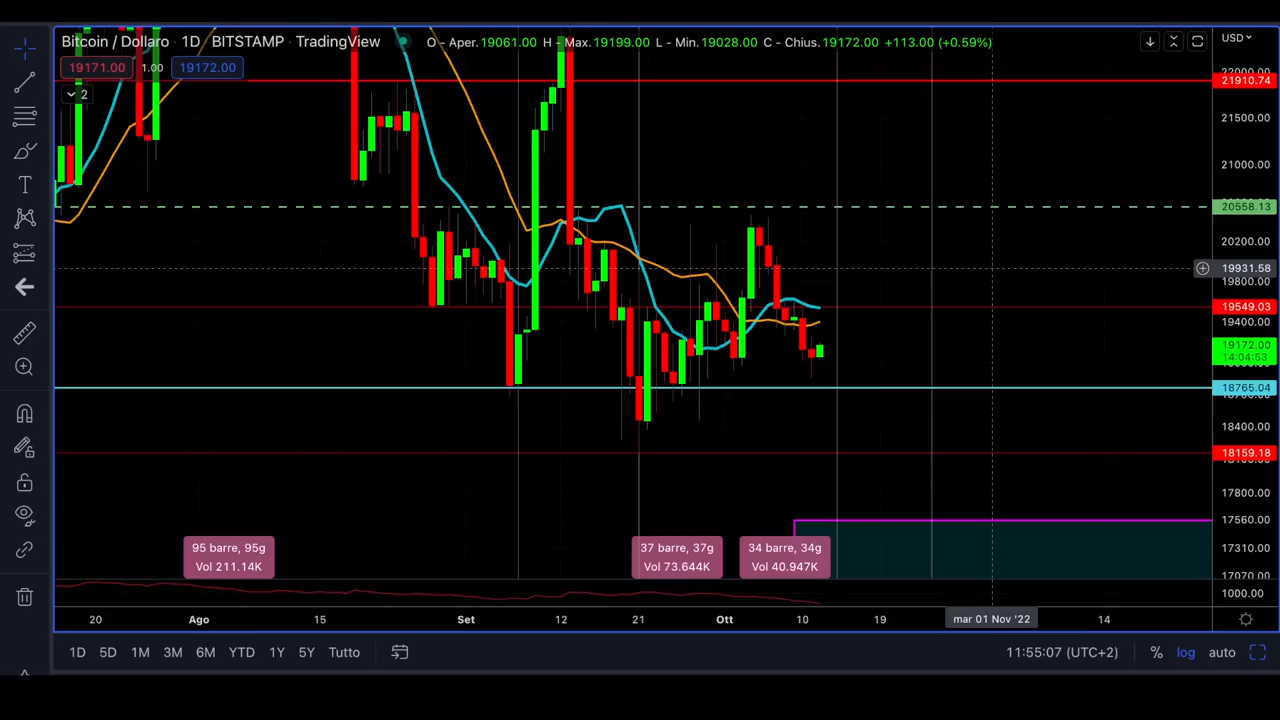 Bitcoin / Dollaro · 1D · BITSTAMP · TradingView O - Aper.19061.00 H - Max.19199.00 L - Min.19028.00 C - Chius.19172.00 +113.00 (+0.59%)
19171.00 1.00 19172.00
2
USD
22000.00
21910.74
21500.00
21000.00
20558.13
20200.00
19931.58
19800.00
19549.03
19400.00
19172.00
14:04:53
18765.04
18400.00
18159.18
17800.00
17560.00
17310.00
17070.00
1000.00
95 barre, 95g
Vol 211.14K
37 barre, 37g
Vol 73.644K
34 barre, 34g
Vol 40.947K
20 Ago 15 Set 12 21 Ott 10 19 mar 01 Nov '22 14
1D 5D 1M 3M 6M YTD 1Y 5Y Tutto 11:55:07 (UTC+2) % log auto